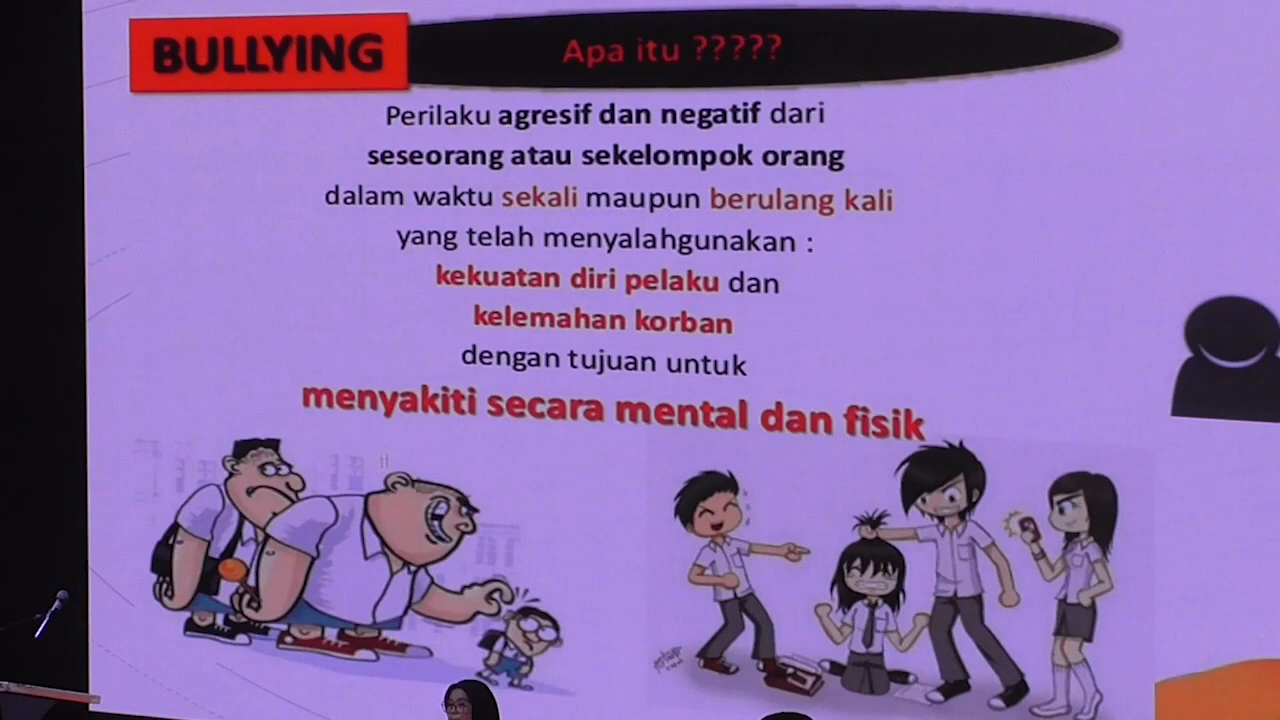 BULLYING Apa itu ?????
Perilaku agresif dan negatif dari
seseorang atau sekelompok orang
dalam waktu sekali maupun berulang kali
yang telah menyalahgunakan :
kekuatan diri pelaku dan
kelemahan korban
dengan tujuan untuk
menyakiti secara mental dan fisik